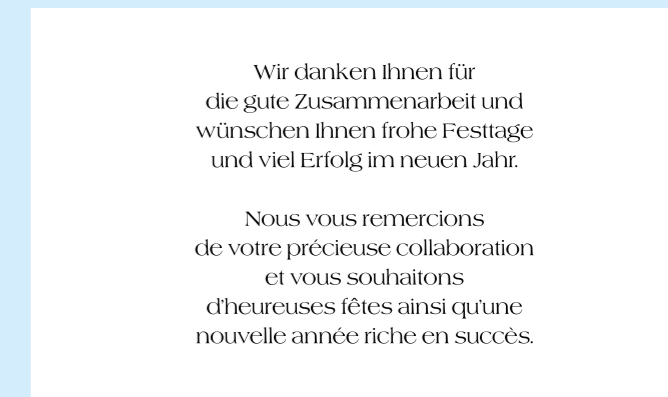 Wir danken Ihnen für
die gute Zusammenarbeit und
wünschen Ihnen frohe Festtage
und viel Erfolg im neuen Jahr.
Nous vous remercions
de votre précieuse collaboration
et vous souhaitons
d'heureuses fêtes ainsi qu'une
nouvelle année riche en succès.